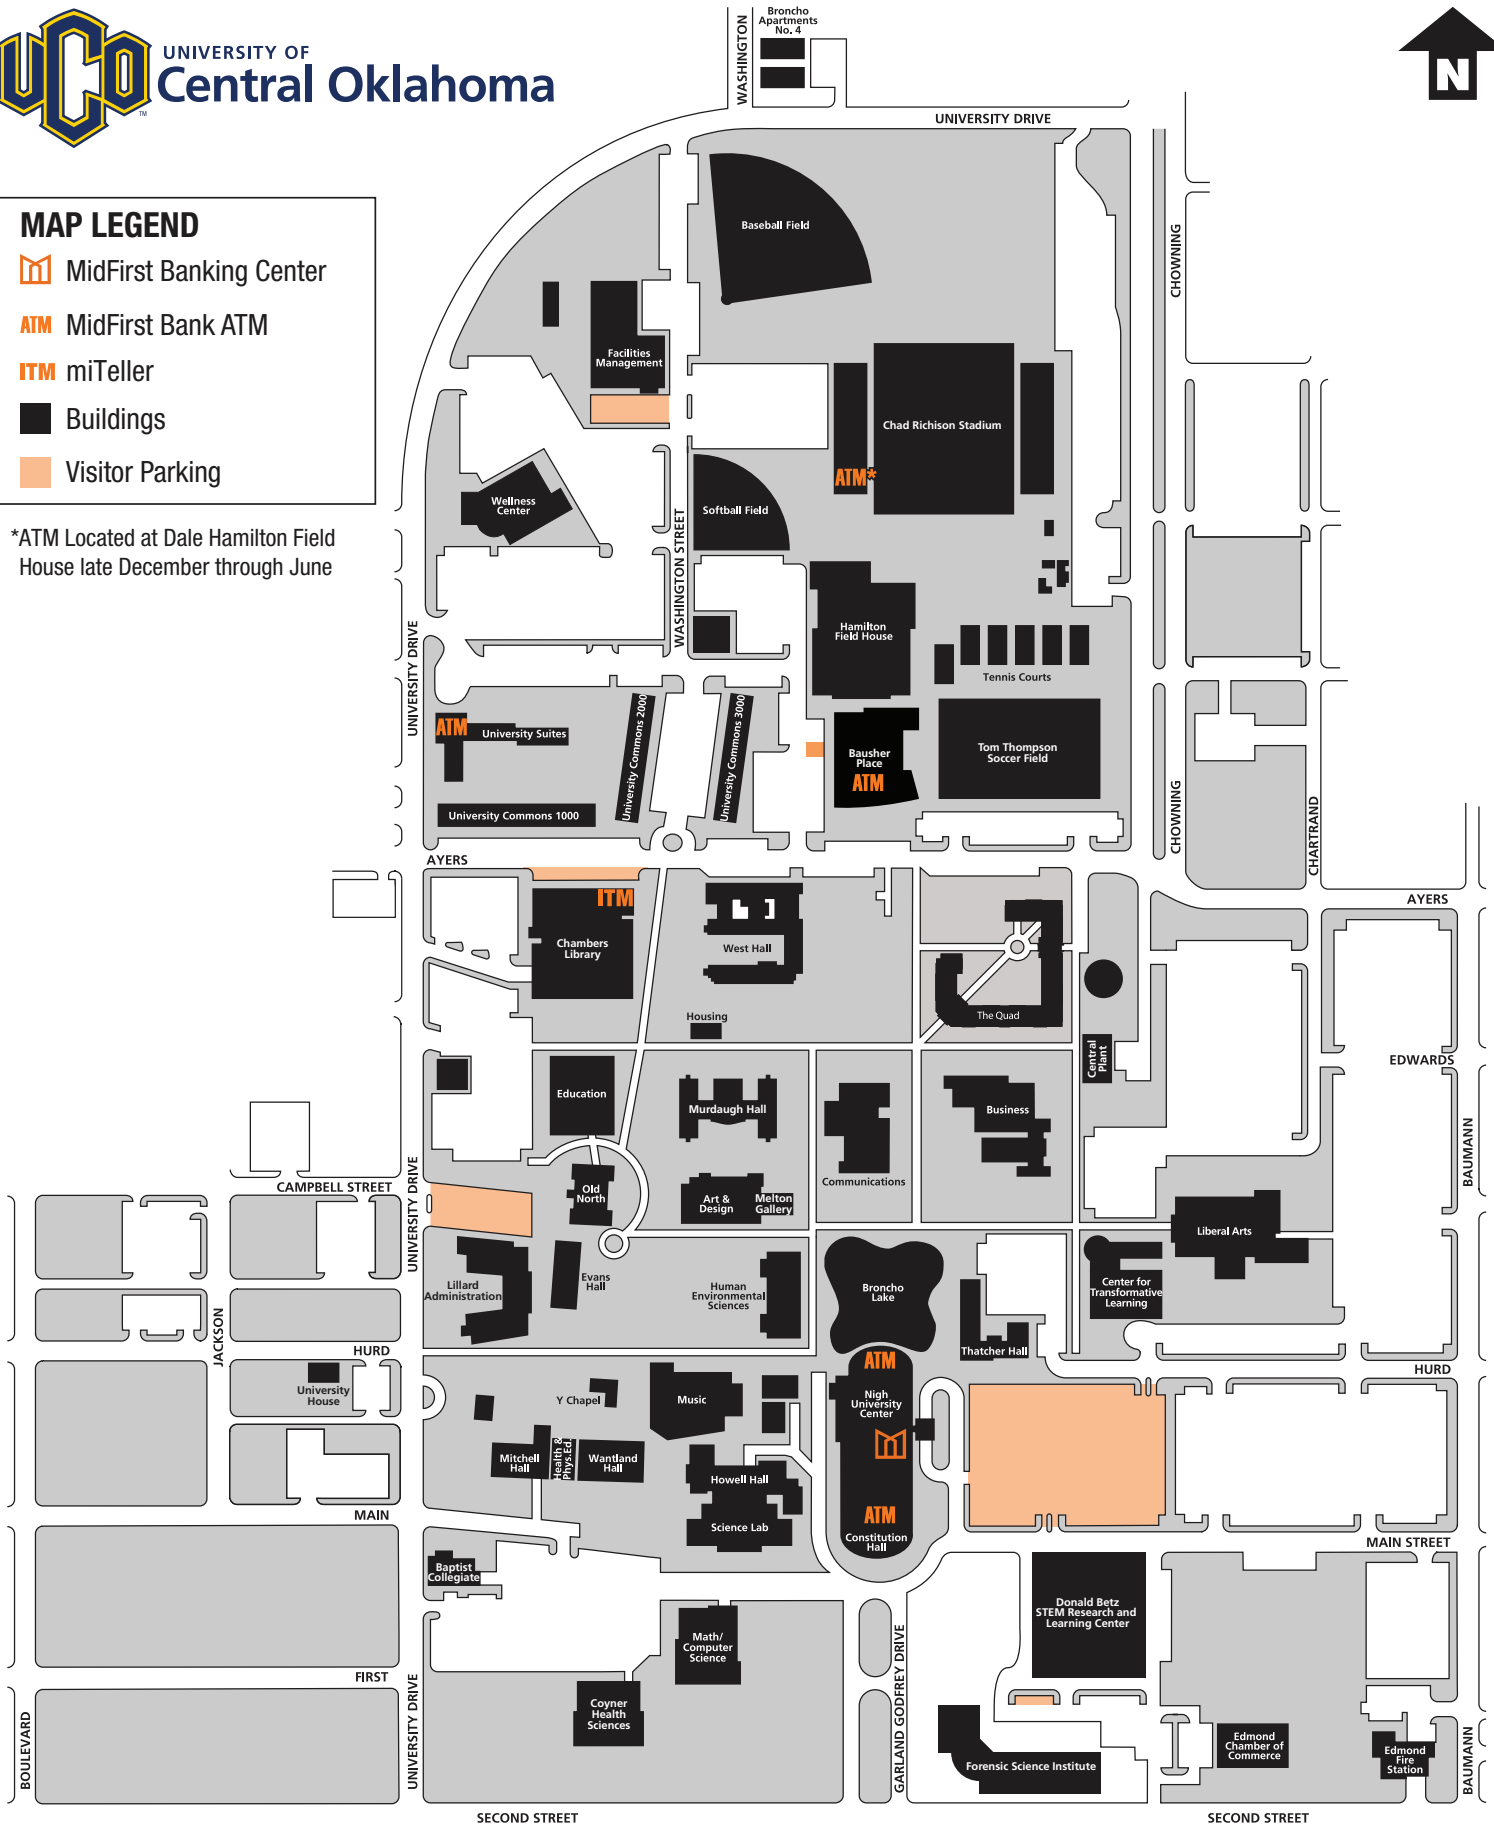 UCO
TM
UNIVERSITY OF
Central Oklahoma
N
MAP LEGEND
MidFirst Banking Center
ATM MidFirst Bank ATM
ITM miTeller
Buildings
Visitor Parking
*ATM Located at Dale Hamilton Field
House late December through June
Broncho
Apartments
No. 4
WASHINGTON
UNIVERSITY DRIVE
Baseball Field
CHOWNING
Facilities
Management
Chad Richison Stadium
ATM*
Wellness
Center
Softball Field
WASHINGTON STREET
UNIVERSITY DRIVE
Hamilton
Field House
Tennis Courts
ATM
University Suites
University Commons 2000
University Commons 3000
Bausher
Place
ATM
Tom Thompson
Soccer Field
University Commons 1000
CHOWNING
CHARTRAND
AYERS
ITM
Chambers
Library
West Hall
AYERS
Housing
The Quad
Central
Plant
EDWARDS
Education
Murdaugh Hall
Business
BAUMANN
UNIVERSITY DRIVE
CAMPBELL STREET
Old
North
Art &
Design
Melton
Gallery
Communications
Liberal Arts
Lillard
Administration
Evans
Hall
Human
Environmental
Sciences
Broncho
Lake
Center for
Transformative
Learning
JACKSON
HURD
Thatcher Hall
HURD
University
House
Y Chapel
Music
ATM
Nigh
University
Center
Mitchell
Hall
Health &
Phys.Ed.
Wantland
Hall
Howell Hall
Science Lab
ATM
Constitution
Hall
MAIN
MAIN STREET
Baptist
Collegiate
Donald Betz
STEM Research and
Learning Center
Math/
Computer
Science
FIRST
UNIVERSITY DRIVE
BOULEVARD
Coyner
Health
Sciences
GARLAND GODFREY DRIVE
Forensic Science Institute
Edmond
Chamber of
Commerce
Edmond
Fire
Station
BAUMANN
SECOND STREET
SECOND STREET